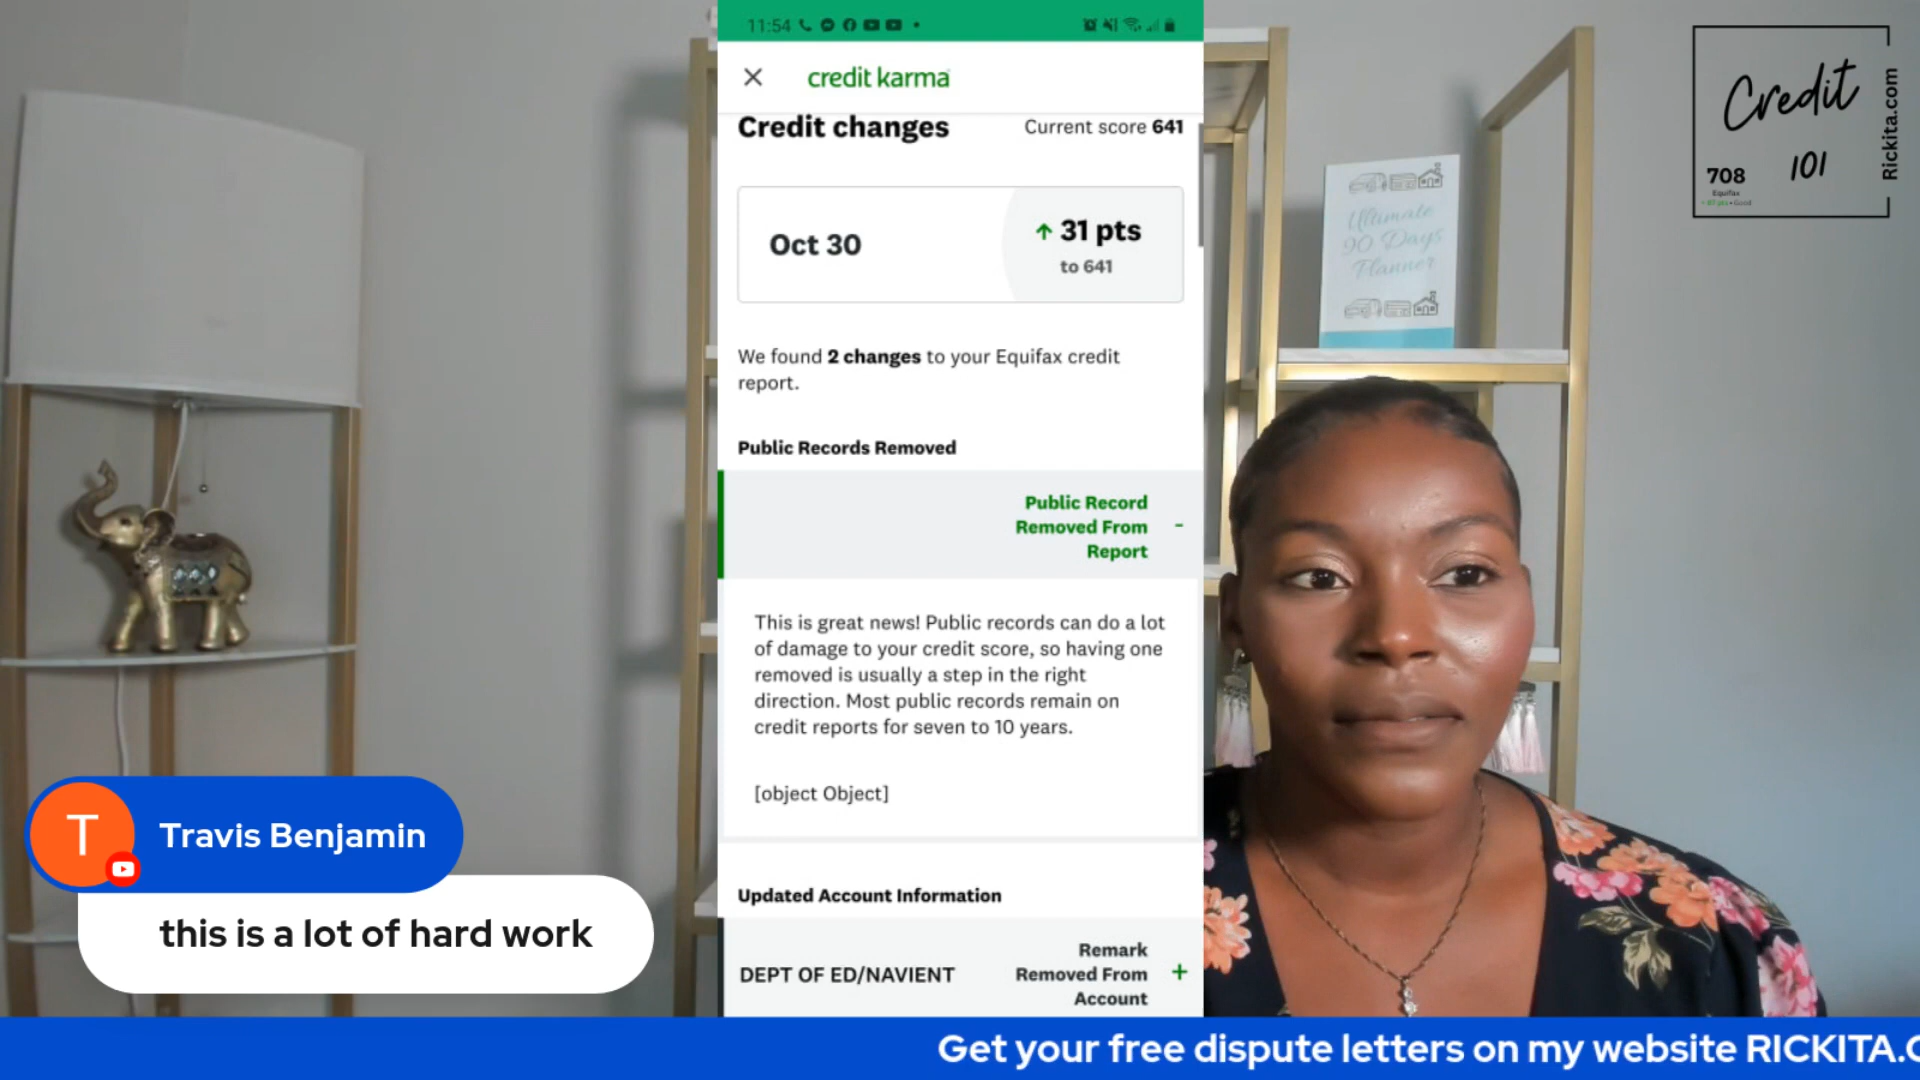 11:54
credit karma
Credit changes
Current score 641
Oct 30
31 pts
to 641
We found 2 changes to your Equifax credit
report.
Public Records Removed
Public Record
Removed From
Report
This is great news! Public records can do a lot
of damage to your credit score, so having one
removed is usually a step in the right
direction. Most public records remain on
credit reports for seven to 10 years.
[object Object]
Updated Account Information
DEPT OF ED/NAVIENT
Remark
Removed From
Account
Credit
101
Rickita.com
708
Equifax
Ultimate
90 Days
Planner
T
Travis Benjamin
this is a lot of hard work
Get your free dispute letters on my website RICKITA.